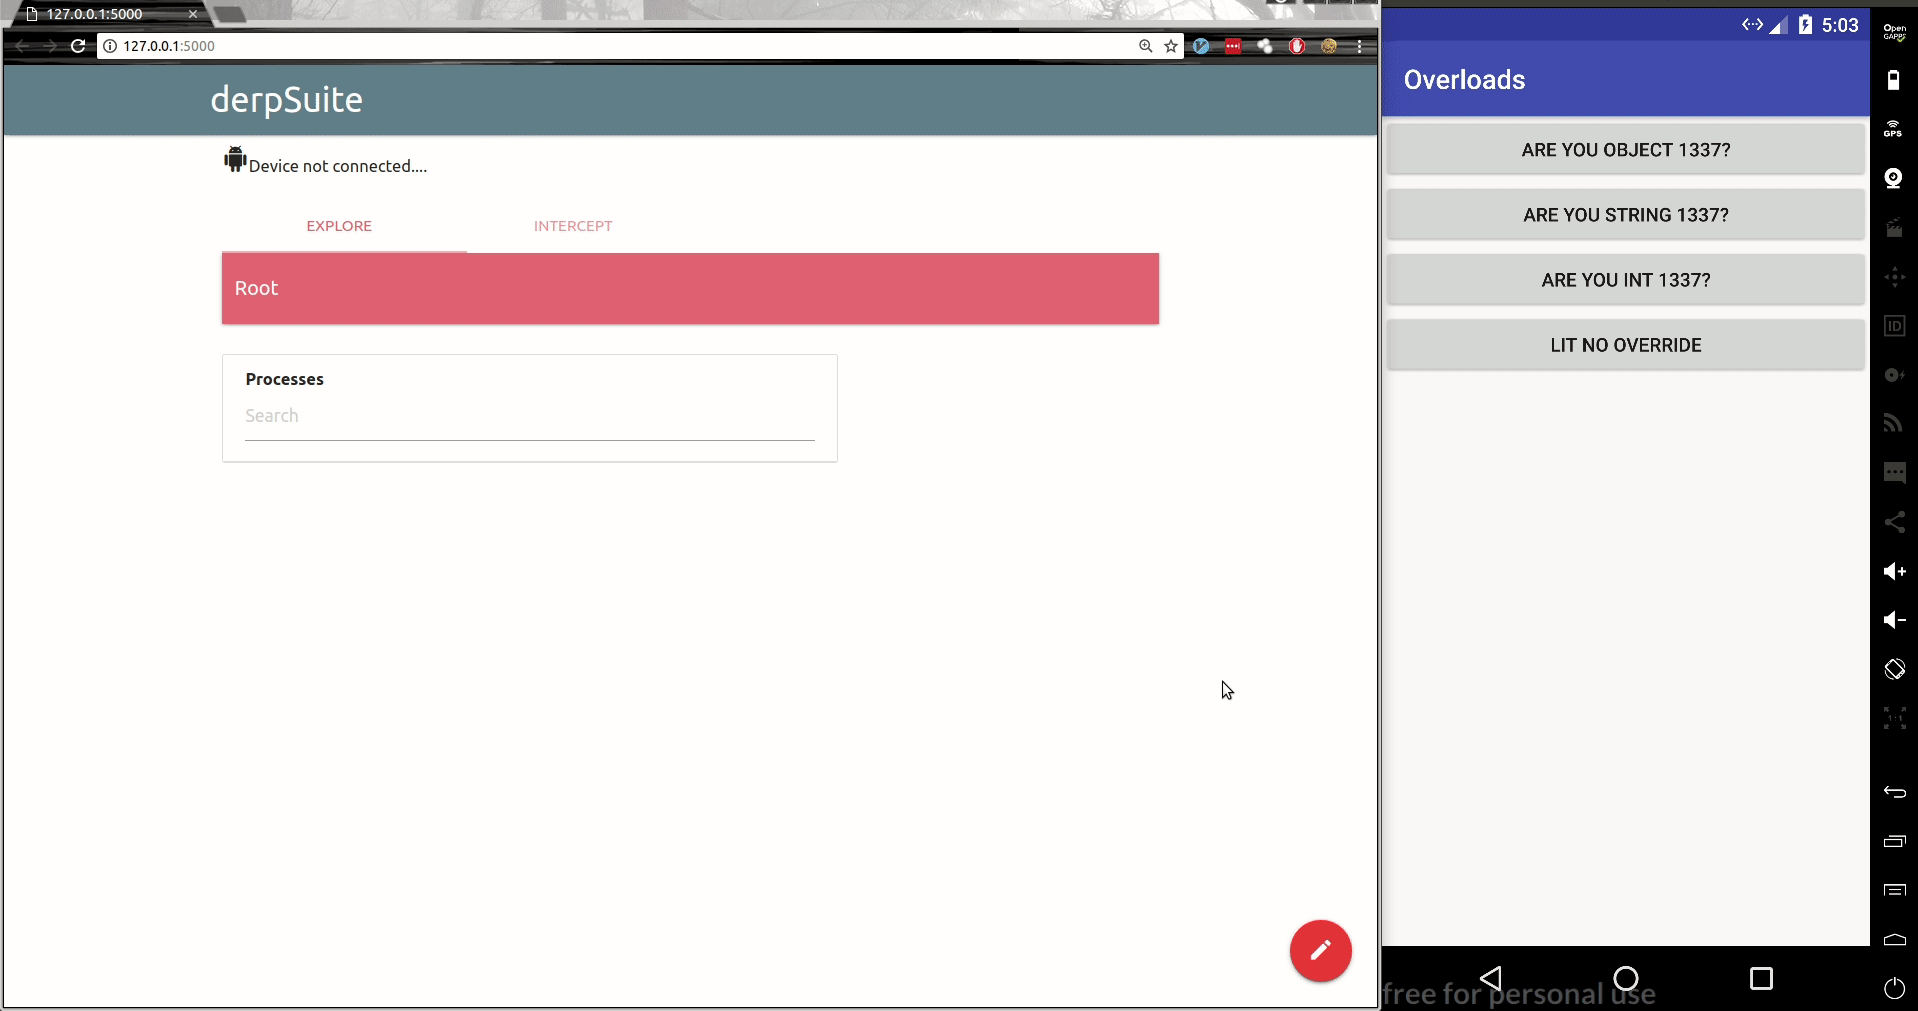 127.0.0.1:5000
127.0.0.1:5000
derpSuite
Device not connected....
EXPLORE
INTERCEPT
Root
Processes
Search
5:03
Overloads
ARE YOU OBJECT 1337?
ARE YOU STRING 1337?
ARE YOU INT 1337?
LIT NO OVERRIDE
free for personal use
Open
GAPPS
GPS
ID
1:1